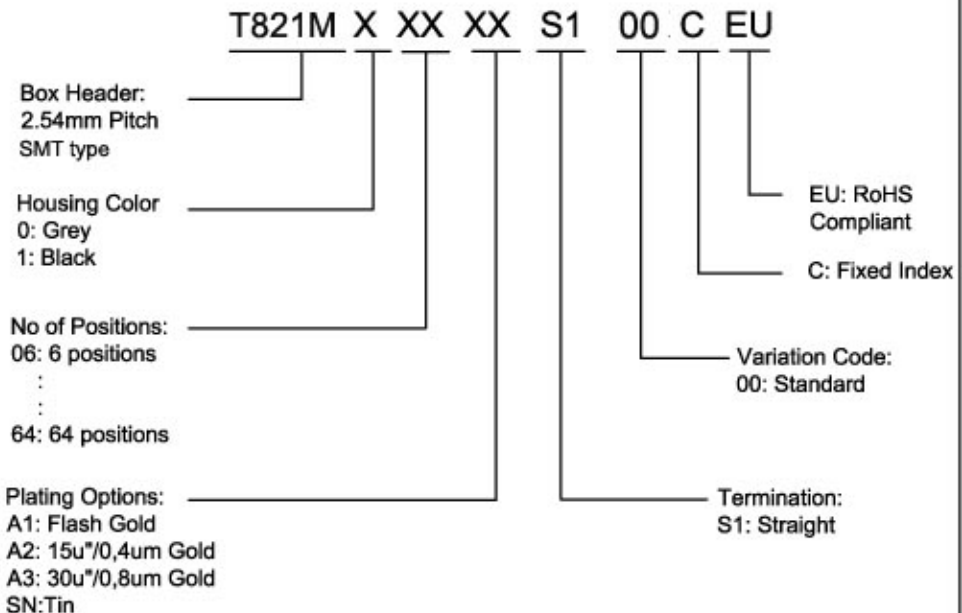 T821M X XX XX S1 00 C EU
Box Header:
2.54mm Pitch
SMT type
Housing Color
0: Grey
1: Black
No of Positions:
06: 6 positions
:
:
64: 64 positions
Plating Options:
A1: Flash Gold
A2: 15u"/0,4um Gold
A3: 30u"/0,8um Gold
SN:Tin
EU: RoHS
Compliant
C: Fixed Index
Variation Code:
00: Standard
Termination:
S1: Straight